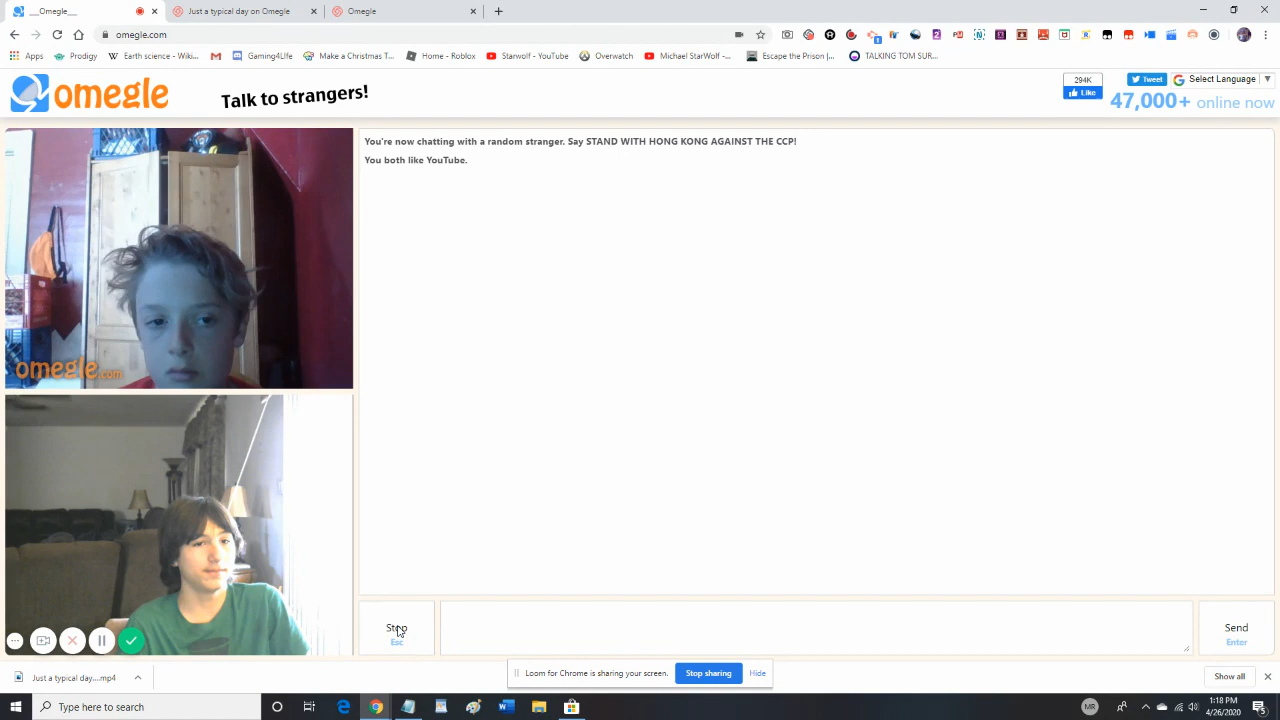 __Omegle__
Just a typical day on Omegle
Omegle
omegle.com
Apps
Prodigy
Earth science - Wiki...
Gaming4Life
Make a Christmas T...
Home - Roblox
Starwolf - YouTube
Overwatch
Michael StarWolf -...
Escape the Prison |...
TALKING TOM SUR...
omegle
Talk to strangers!
294K
Like
Tweet
Select Language
47,000+ online now
You're now chatting with a random stranger. Say STAND WITH HONG KONG AGAINST THE CCP!
You both like YouTube.
omegle.com
Stop
Esc
Send
Enter
Just a typical day....mp4
Loom for Chrome is sharing your screen.
Stop sharing
Hide
Show all
Type here to search
MR
1:18 PM
4/26/2020